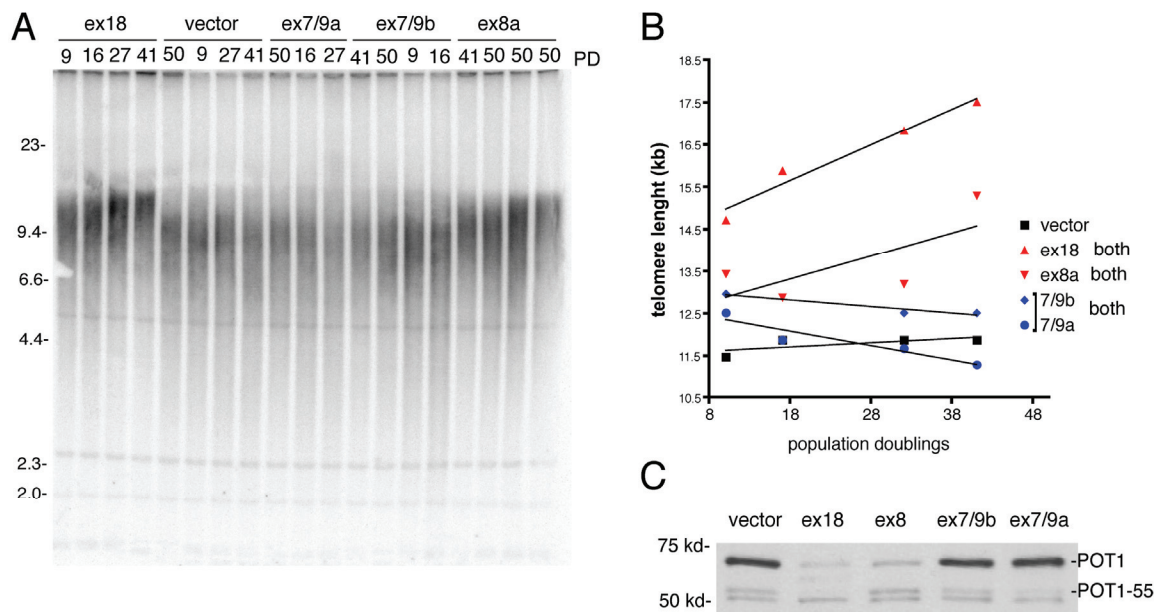 A
ex18 vector ex7/9a ex7/9b ex8a
9 16 27 41 50 9 27 41 50 16 27 41 50 9 16 41 50 50 50 PD
23-
9.4-
6.6-
4.4-
2.3-
2.0-
B
telomere lenght (kb)
18.5
17.5
16.5
15.5
14.5
13.5
12.5
11.5
10.5
8 18 28 38 48
population doublings
vector
ex18 both
ex8a both
7/9b
both
7/9a
C
vector ex18 ex8 ex7/9b ex7/9a
75 kd-
-POT1
-POT1-55
50 kd-